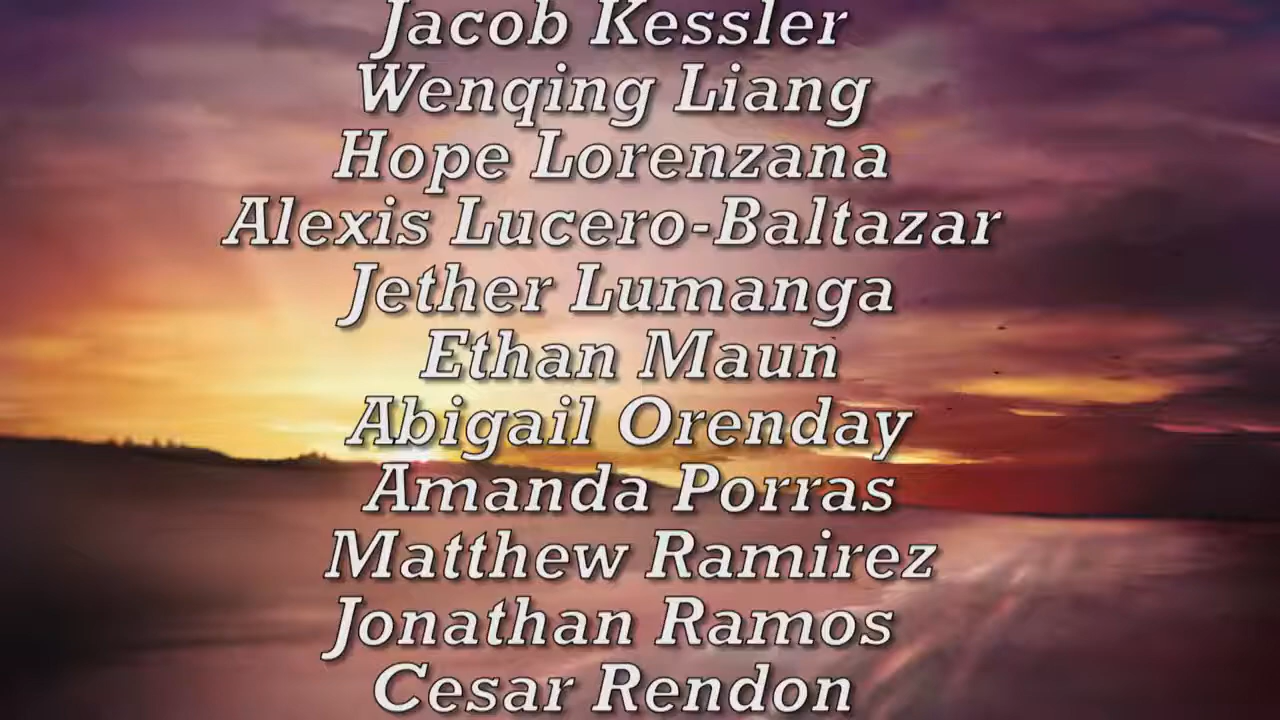 Jacob Kessler
Wenqing Liang
Hope Lorenzana
Alexis Lucero-Baltazar
Jether Lumanga
Ethan Maun
Abigail Orenday
Amanda Porras
Matthew Ramirez
Jonathan Ramos
Cesar Rendon